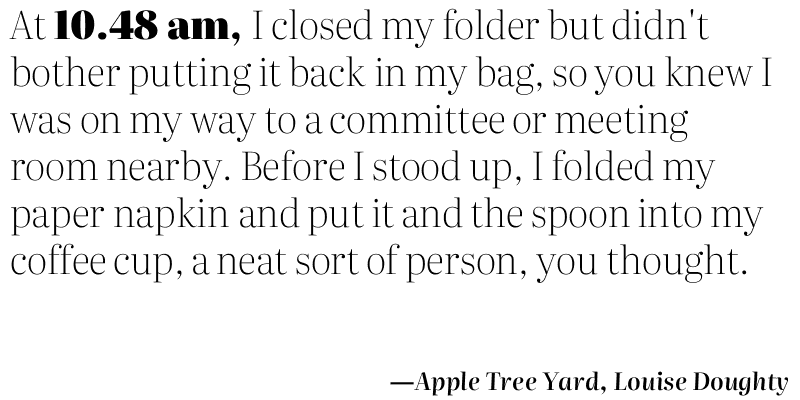 At 10.48 am, I closed my folder but didn't
bother putting it back in my bag, so you knew I
was on my way to a committee or meeting
room nearby. Before I stood up, I folded my
paper napkin and put it and the spoon into my
coffee cup, a neat sort of person, you thought.
—Apple Tree Yard, Louise Doughty